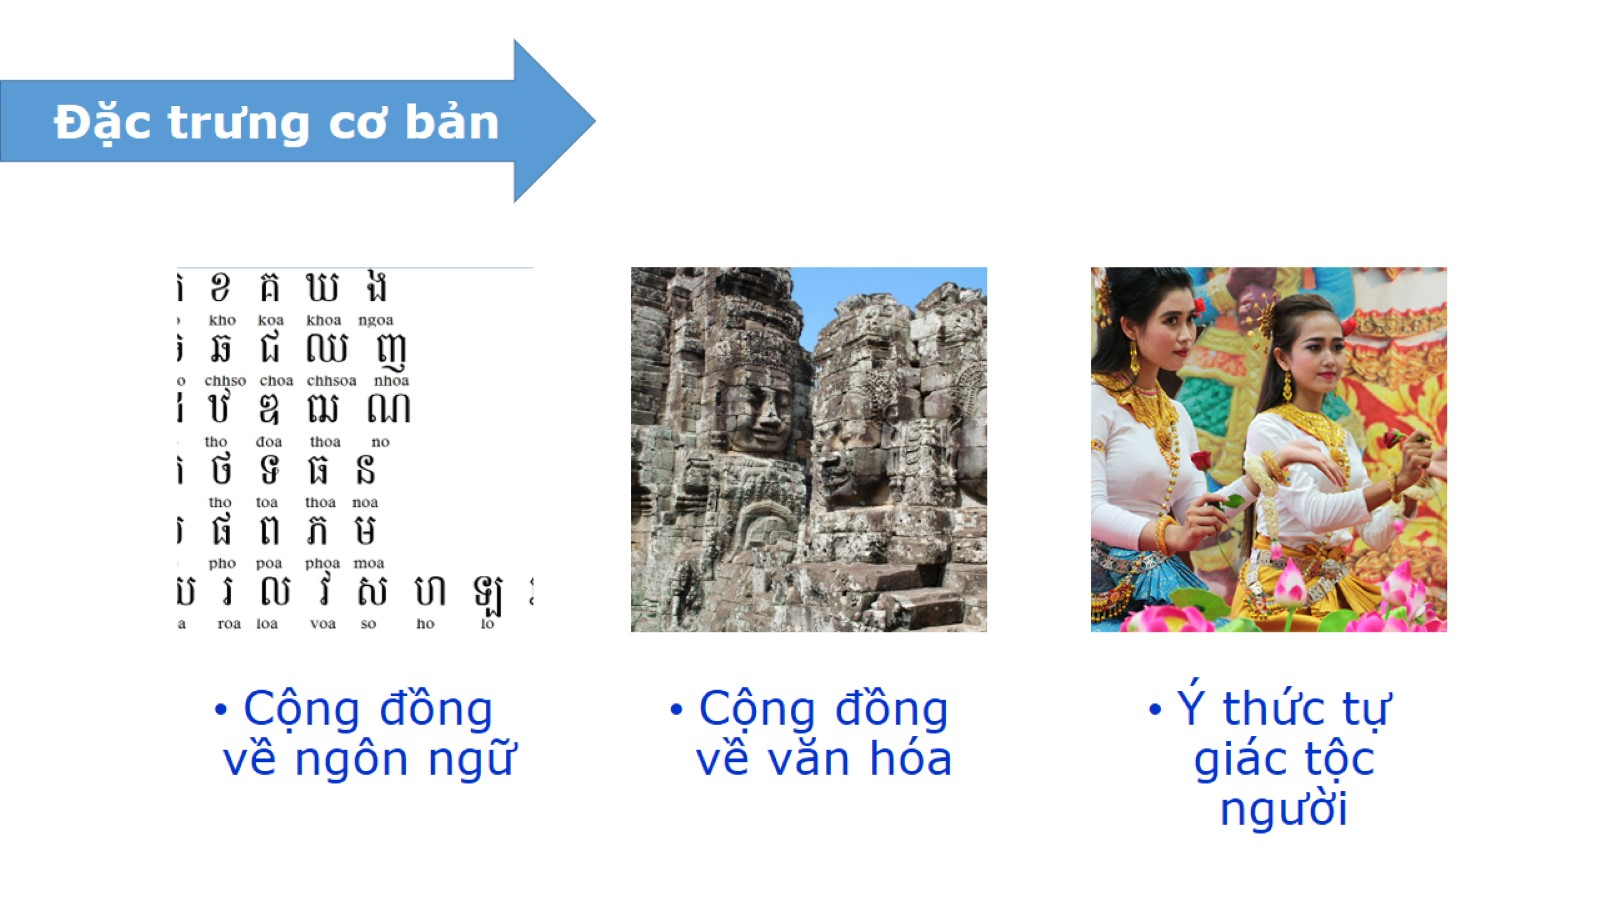 Đặc trưng cơ bản
ខ គ ឃ ង
kho koa khoa ngoa
ឆ ជ ឈ ញ
chhso choa chhsoa nhoa
ឋ ឌ ឍ ណ
tho đoa thoa no
ថ ទ ធ ន
tho toa thoa noa
ផ ព ភ ម
pho poa phoa moa
រ ល វ ស ហ ឡ
roa loa voa so ho lo
• Cộng đồng
về ngôn ngữ
• Cộng đồng
về văn hóa
• Ý thức tự
giác tộc
người